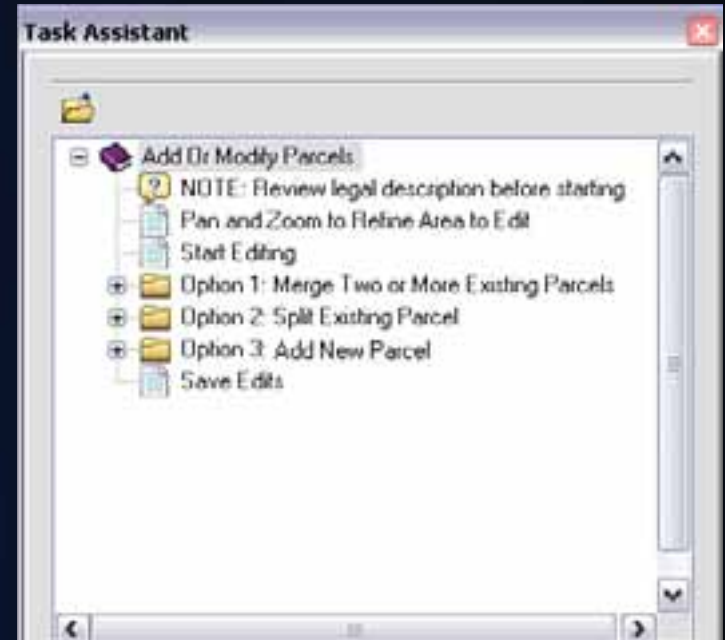 Task Assistant
Add Or Modify Parcels
NOTE: Review legal description before starting
Pan and Zoom to Refine Area to Edit
Start Editing
Option 1: Merge Two or More Existing Parcels
Option 2: Split Existing Parcel
Option 3: Add New Parcel
Save Edits